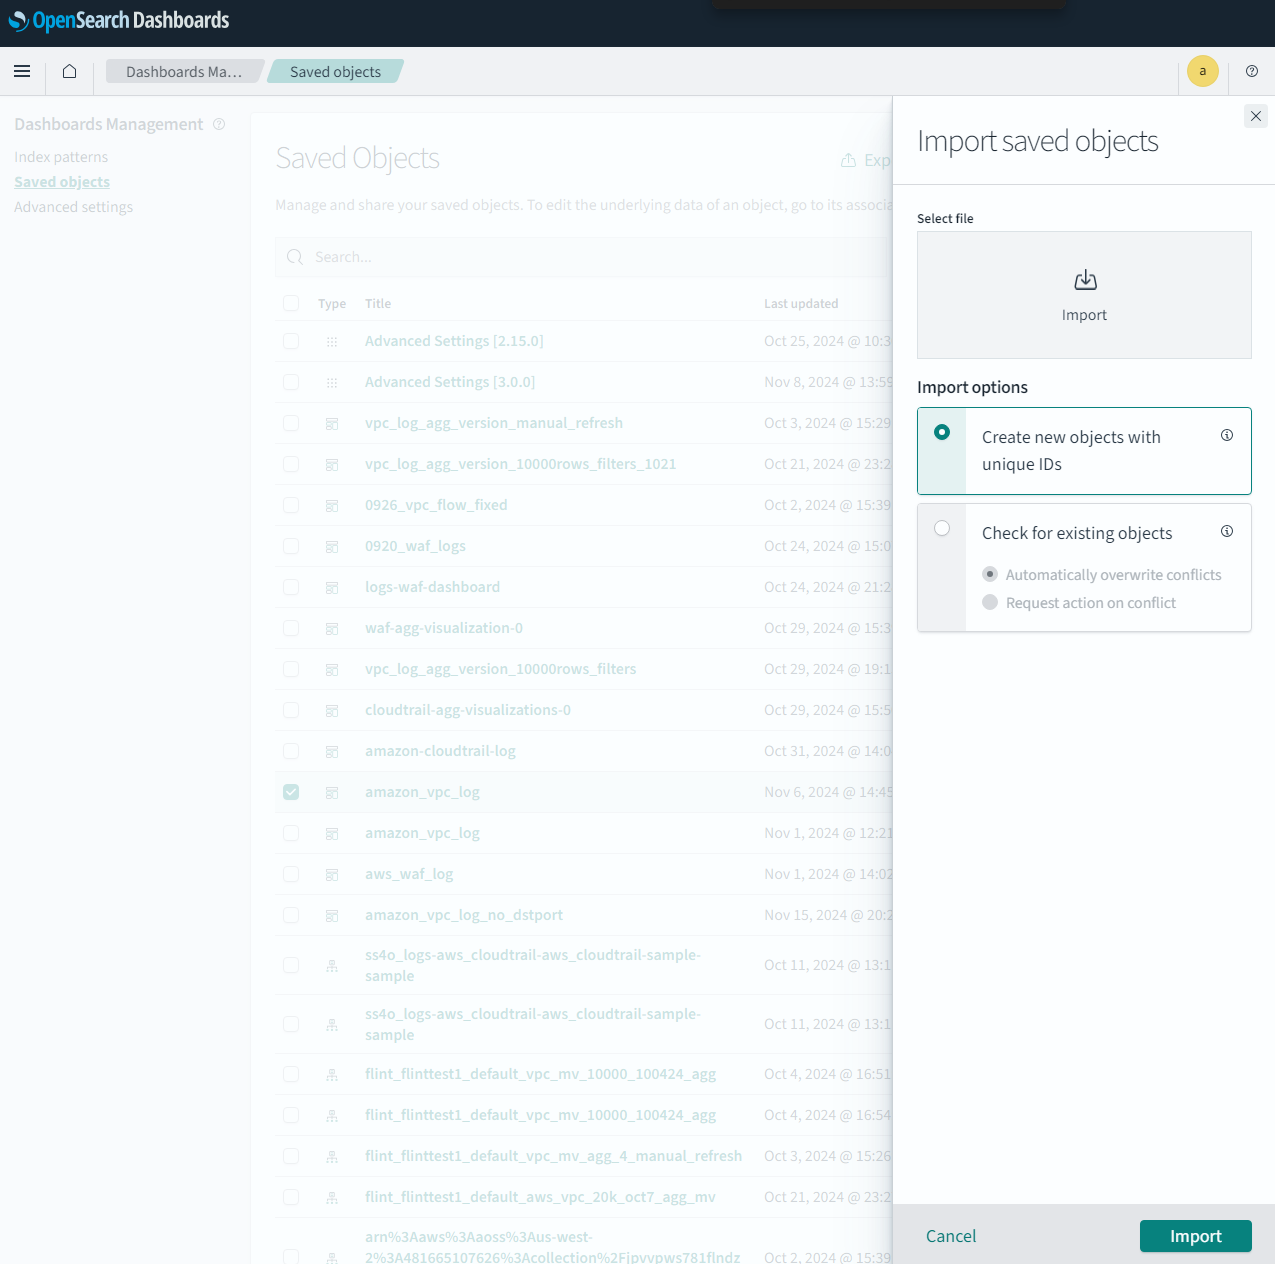 OpenSearch Dashboards
Dashboards Ma...
Saved objects
a
Dashboards Management
Index patterns
Saved objects
Advanced settings
Saved Objects
Exp
Manage and share your saved objects. To edit the underlying data of an object, go to its associa
Search...
Type Title Last updated
Advanced Settings [2.15.0] Oct 25, 2024 @ 10:3
Advanced Settings [3.0.0] Nov 8, 2024 @ 13:59
vpc_log_agg_version_manual_refresh Oct 3, 2024 @ 15:29
vpc_log_agg_version_10000rows_filters_1021 Oct 21, 2024 @ 23:2
0926_vpc_flow_fixed Oct 2, 2024 @ 15:39
0920_waf_logs Oct 24, 2024 @ 15:0
logs-waf-dashboard Oct 24, 2024 @ 21:2
waf-agg-visualization-0 Oct 29, 2024 @ 15:3
vpc_log_agg_version_10000rows_filters Oct 29, 2024 @ 19:1
cloudtrail-agg-visualizations-0 Oct 29, 2024 @ 15:5
amazon-cloudtrail-log Oct 31, 2024 @ 14:0
amazon_vpc_log Nov 6, 2024 @ 14:45
amazon_vpc_log Nov 1, 2024 @ 12:21
aws_waf_log Nov 1, 2024 @ 14:02
amazon_vpc_log_no_dstport Nov 15, 2024 @ 20:2
ss4o_logs-aws_cloudtrail-aws_cloudtrail-sample-
sample Oct 11, 2024 @ 13:1
ss4o_logs-aws_cloudtrail-aws_cloudtrail-sample-
sample Oct 11, 2024 @ 13:1
flint_flinttest1_default_vpc_mv_10000_100424_agg Oct 4, 2024 @ 16:51
flint_flinttest1_default_vpc_mv_10000_100424_agg Oct 4, 2024 @ 16:54
flint_flinttest1_default_vpc_mv_agg_4_manual_refresh Oct 3, 2024 @ 15:26
flint_flinttest1_default_aws_vpc_20k_oct7_agg_mv Oct 21, 2024 @ 23:2
arn%3Aaws%3Aaoss%3Aus-west-
2%3A481665107626%3Acollection%2Fjpvvpws781flndz Oct 2, 2024 @ 15:39
Import saved objects
Select file
Import
Import options
Create new objects with
unique IDs
Check for existing objects
Automatically overwrite conflicts
Request action on conflict
Cancel
Import